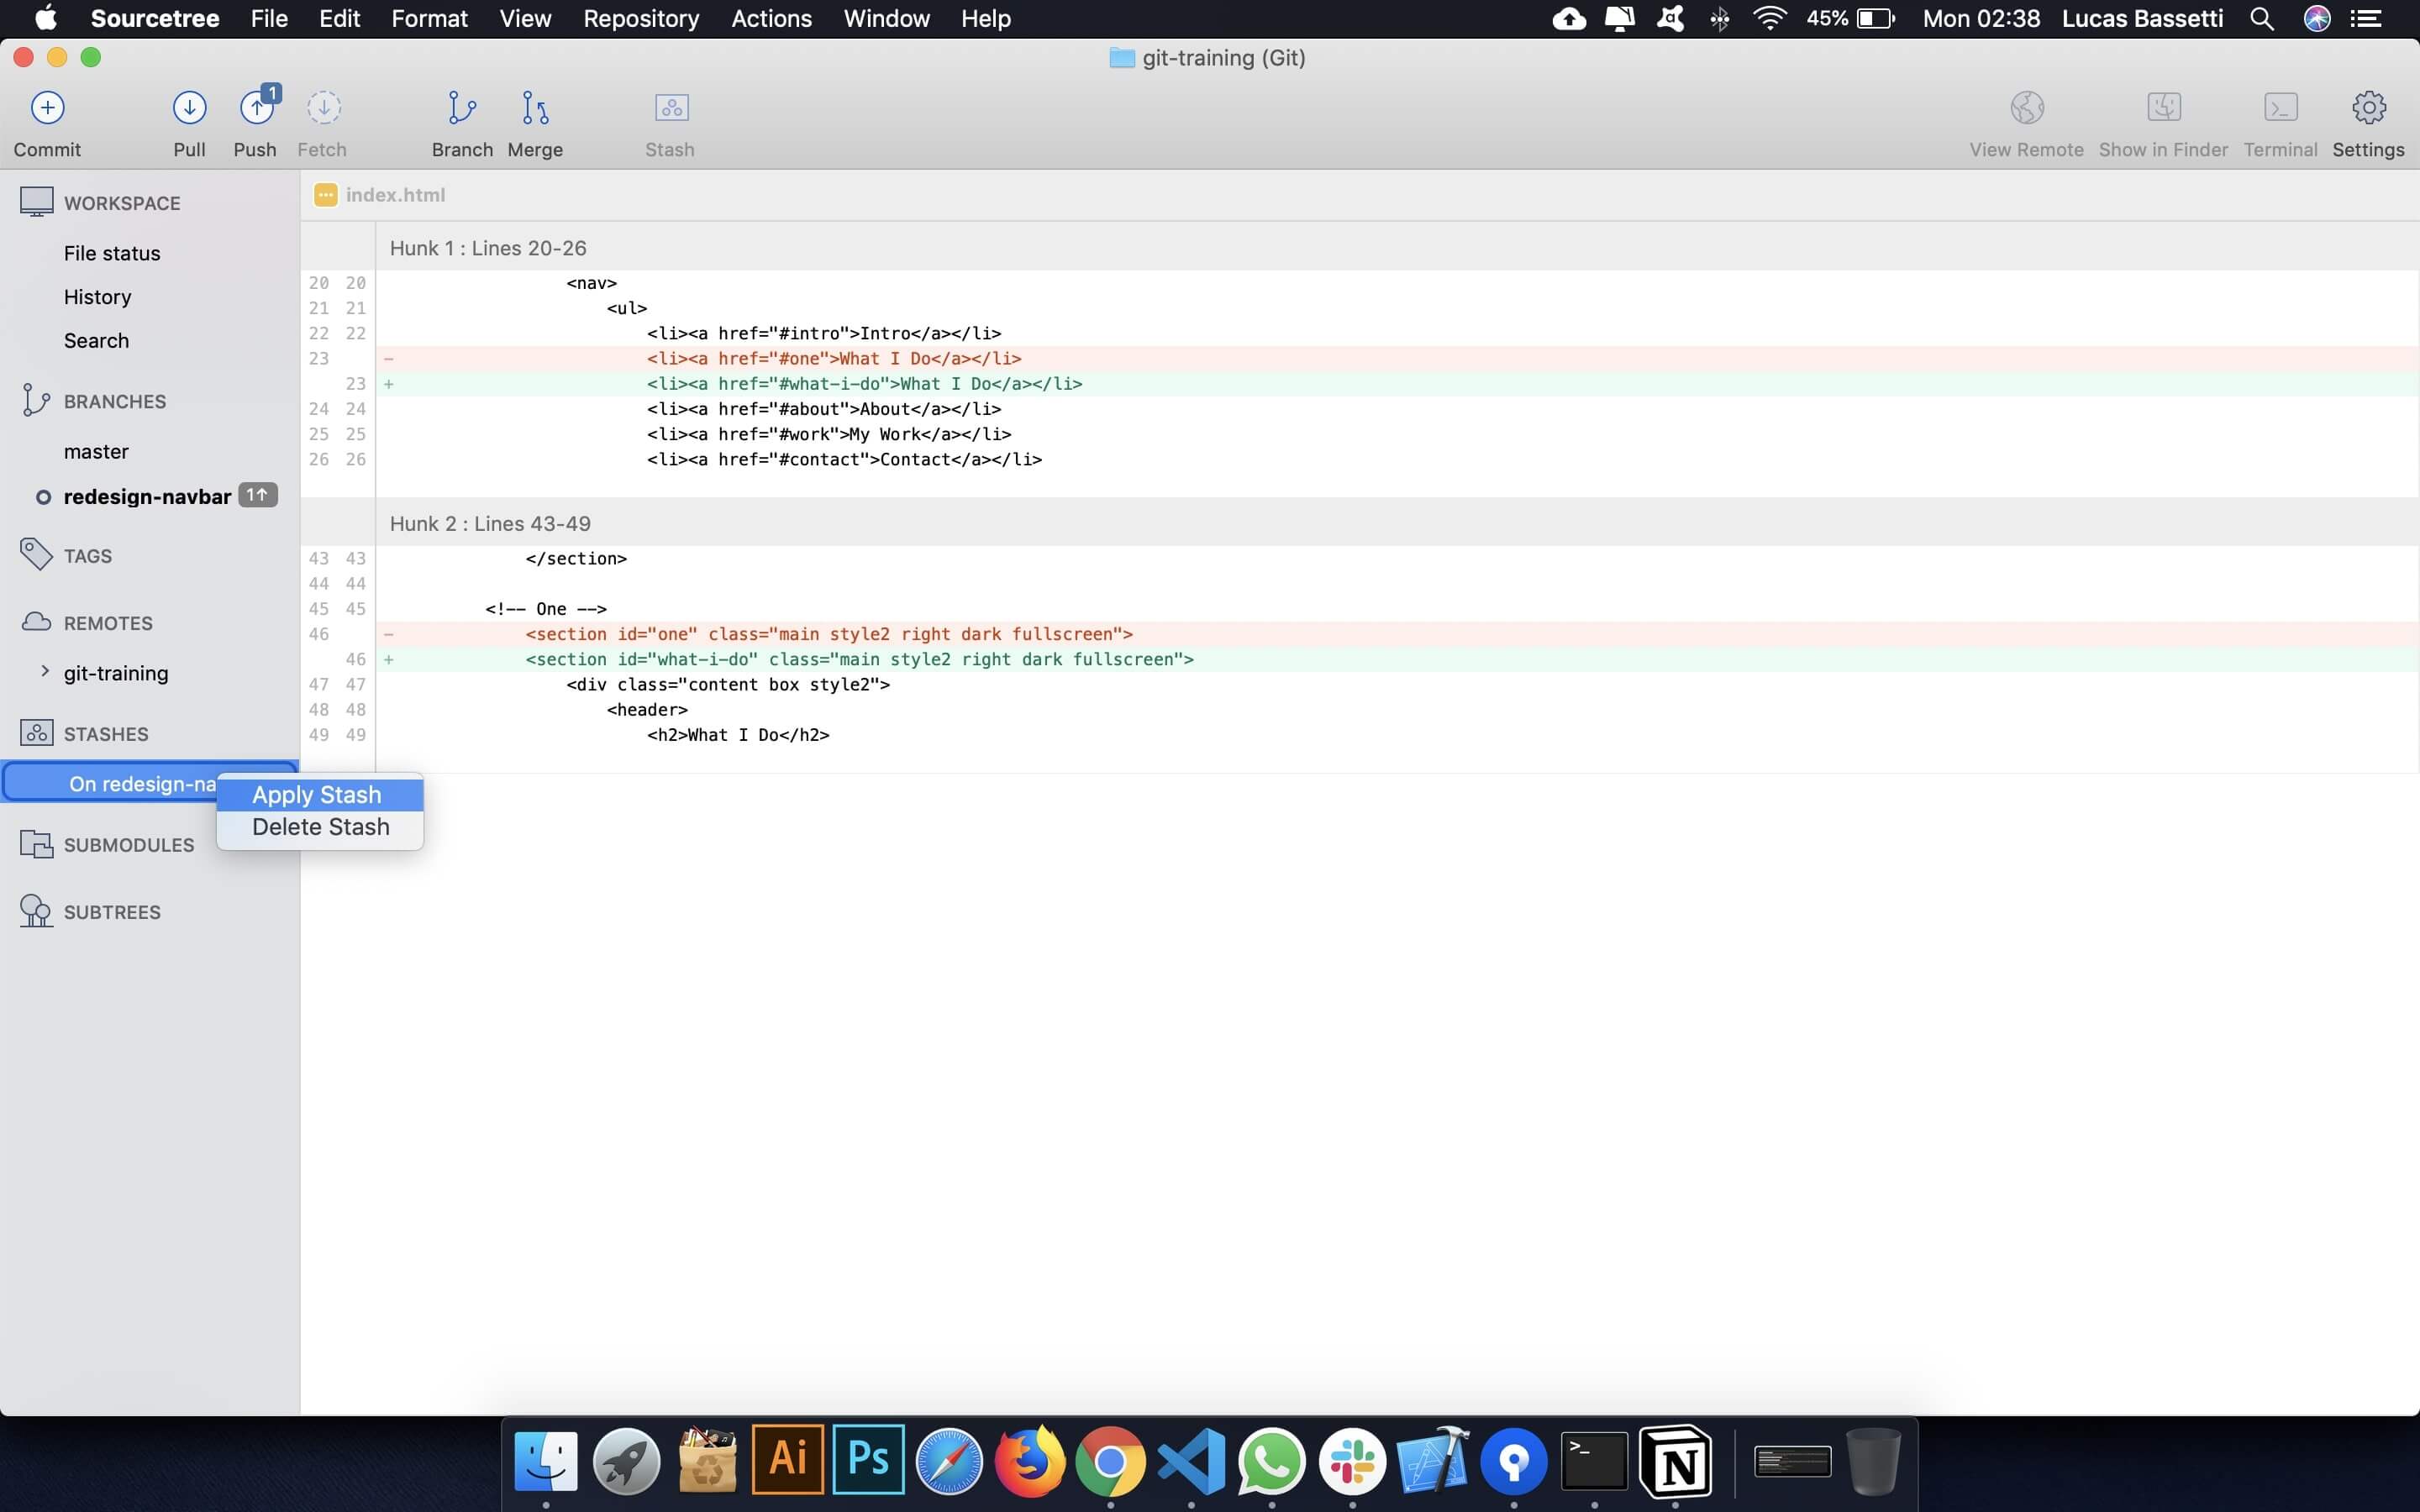 Sourcetree File Edit Format View Repository Actions Window Help 45% Mon 02:38 Lucas Bassetti
git-training (Git)
1
Commit Pull Push Fetch Branch Merge Stash View Remote Show in Finder Terminal Settings
WORKSPACE
File status
History
Search
BRANCHES
master
redesign-navbar 1↑
TAGS
REMOTES
git-training
STASHES
On redesign-na
Apply Stash
Delete Stash
SUBMODULES
SUBTREES
index.html
Hunk 1 : Lines 20-26
20 20 <nav>
21 21 <ul>
22 22 <li><a href="#intro">Intro</a></li>
23 - <li><a href="#one">What I Do</a></li>
23 + <li><a href="#what-i-do">What I Do</a></li>
24 24 <li><a href="#about">About</a></li>
25 25 <li><a href="#work">My Work</a></li>
26 26 <li><a href="#contact">Contact</a></li>
Hunk 2 : Lines 43-49
43 43 </section>
44 44
45 45 <!-- One -->
46 - <section id="one" class="main style2 right dark fullscreen">
46 + <section id="what-i-do" class="main style2 right dark fullscreen">
47 47 <div class="content box style2">
48 48 <header>
49 49 <h2>What I Do</h2>
Ai Ps >_ N